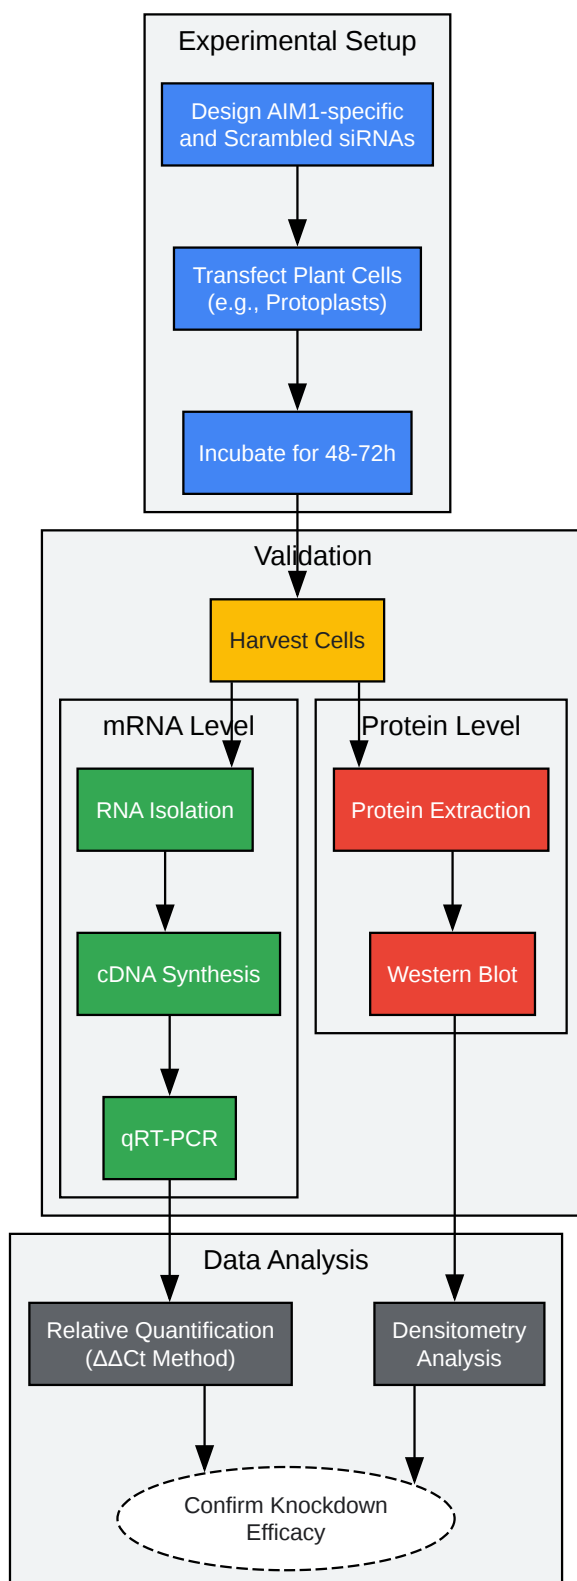 Experimental Setup
Design AIM1-specific
and Scrambled siRNAs
Transfect Plant Cells
(e.g., Protoplasts)
Incubate for 48-72h
Validation
Harvest Cells
mRNA Level
Protein Level
RNA Isolation
Protein Extraction
cDNA Synthesis
Western Blot
qRT-PCR
Data Analysis
Relative Quantification
(ΔΔCt Method)
Densitometry
Analysis
Confirm Knockdown
Efficacy